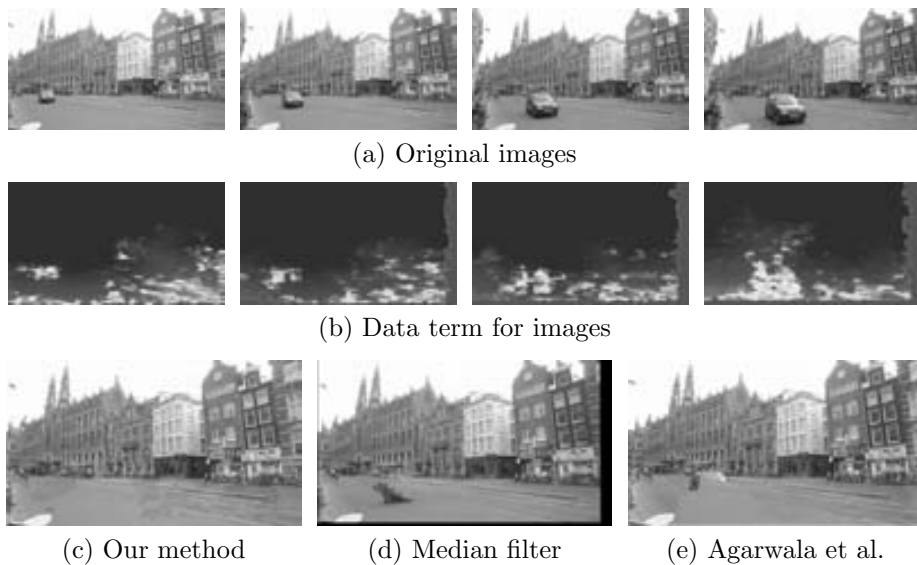 (a) Original images
(b) Data term for images
(c) Our method
(d) Median filter
(e) Agarwala et al.